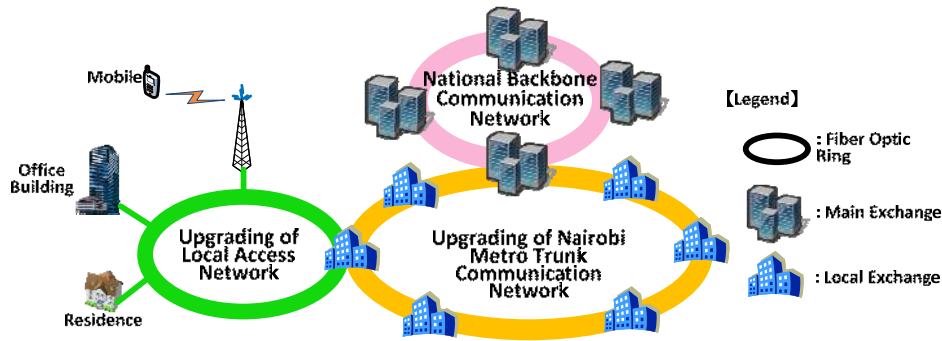 Mobile
Office
Building
Residence
Upgrading of
Local Access
Network
National Backbone
Communication
Network
Upgrading of Nairobi
Metro Trunk
Communication
Network
【Legend】
: Fiber Optic
Ring
: Main Exchange
: Local Exchange